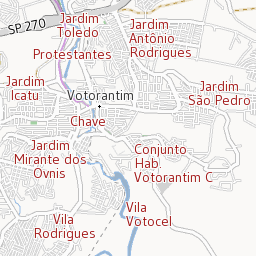 SP 270
Jardim
Toledo
Jardim
Antônio
Rodrigues
Protestantes
Jardim
Icatu
Votorantim
Jardim
São Pedro
Chave
Jardim
Mirante dos
Ovnis
Conjunto
Hab.
Votorantim C
Vila
Rodrigues
Vila
Votocel